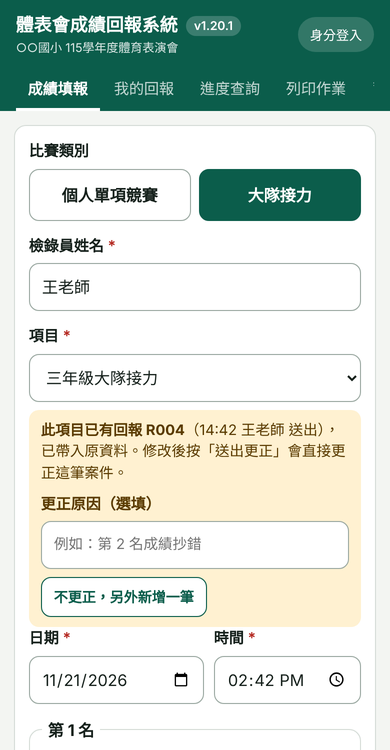 體表會成績回報系統 v1.20.1
○○國小 115學年度體育表演會
身分登入
成績填報 我的回報 進度查詢 列印作業
比賽類別
個人單項競賽 大隊接力
檢錄員姓名 *
王老師
項目 *
三年級大隊接力
此項目已有回報 R004（14:42 王老師 送出），
已帶入原資料。修改後按「送出更正」會直接更
正這筆案件。
更正原因（選填）
例如：第 2 名成績抄錯
不更正，另外新增一筆
日期 * 時間 *
11/21/2026 02:42 PM
第 1 名